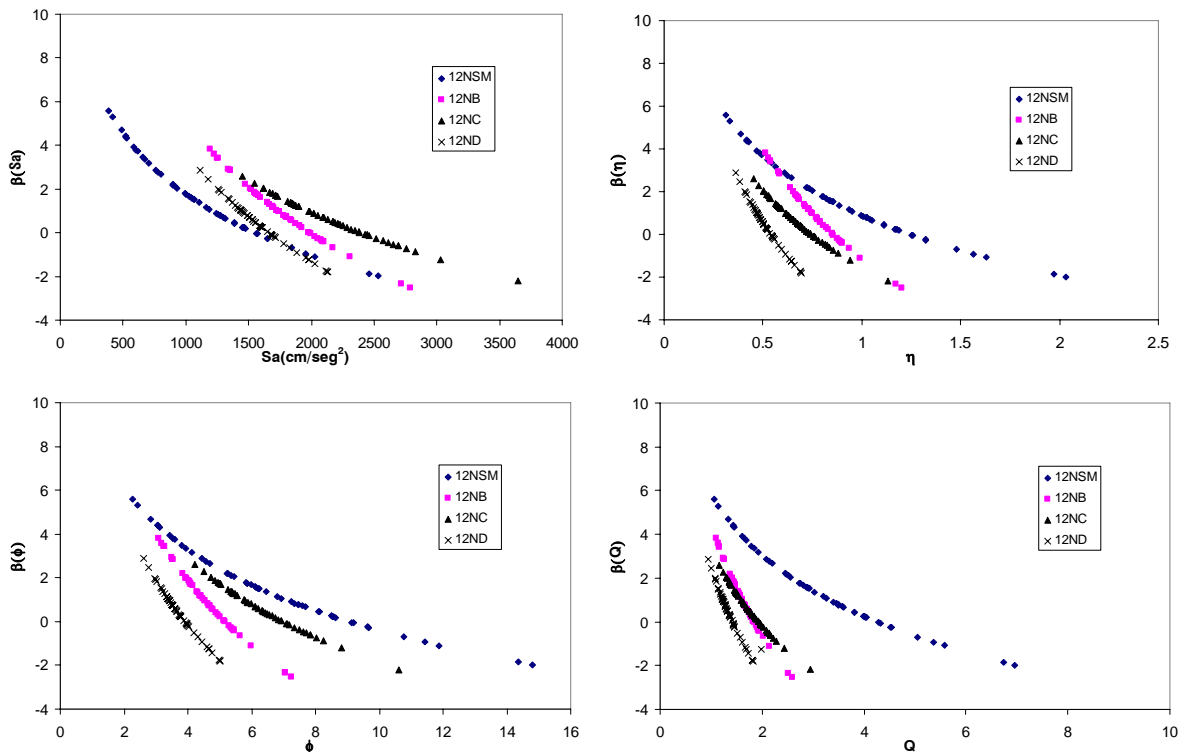 10
8
6
4
2
0
-2
-4
β(Sa)
12NSM
12NB
12NC
12ND
0 500 1000 1500 2000 2500 3000 3500 4000
Sa(cm/seg²)
10
8
6
4
2
0
-2
-4
β(η)
12NSM
12NB
12NC
12ND
0 0.5 1 1.5 2 2.5
η
10
8
6
4
2
0
-2
-4
β(ϕ)
12NSM
12NB
12NC
12ND
0 2 4 6 8 10 12 14 16
ϕ
10
8
6
4
2
0
-2
-4
β(Q)
12NSM
12NB
12NC
12ND
0 2 4 6 8 10
Q